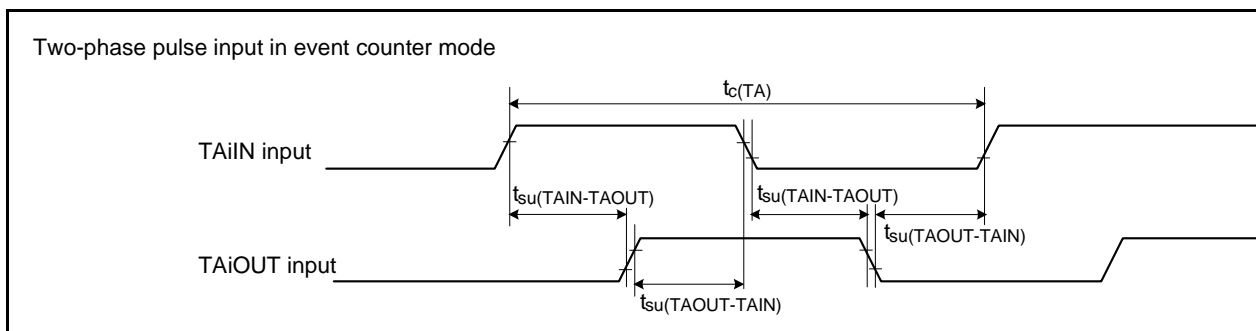 Two-phase pulse input in event counter mode
tc(TA)
TAiIN input
tsu(TAIN-TAOUT)
tsu(TAIN-TAOUT)
tsu(TAOUT-TAIN)
TAiOUT input
tsu(TAOUT-TAIN)